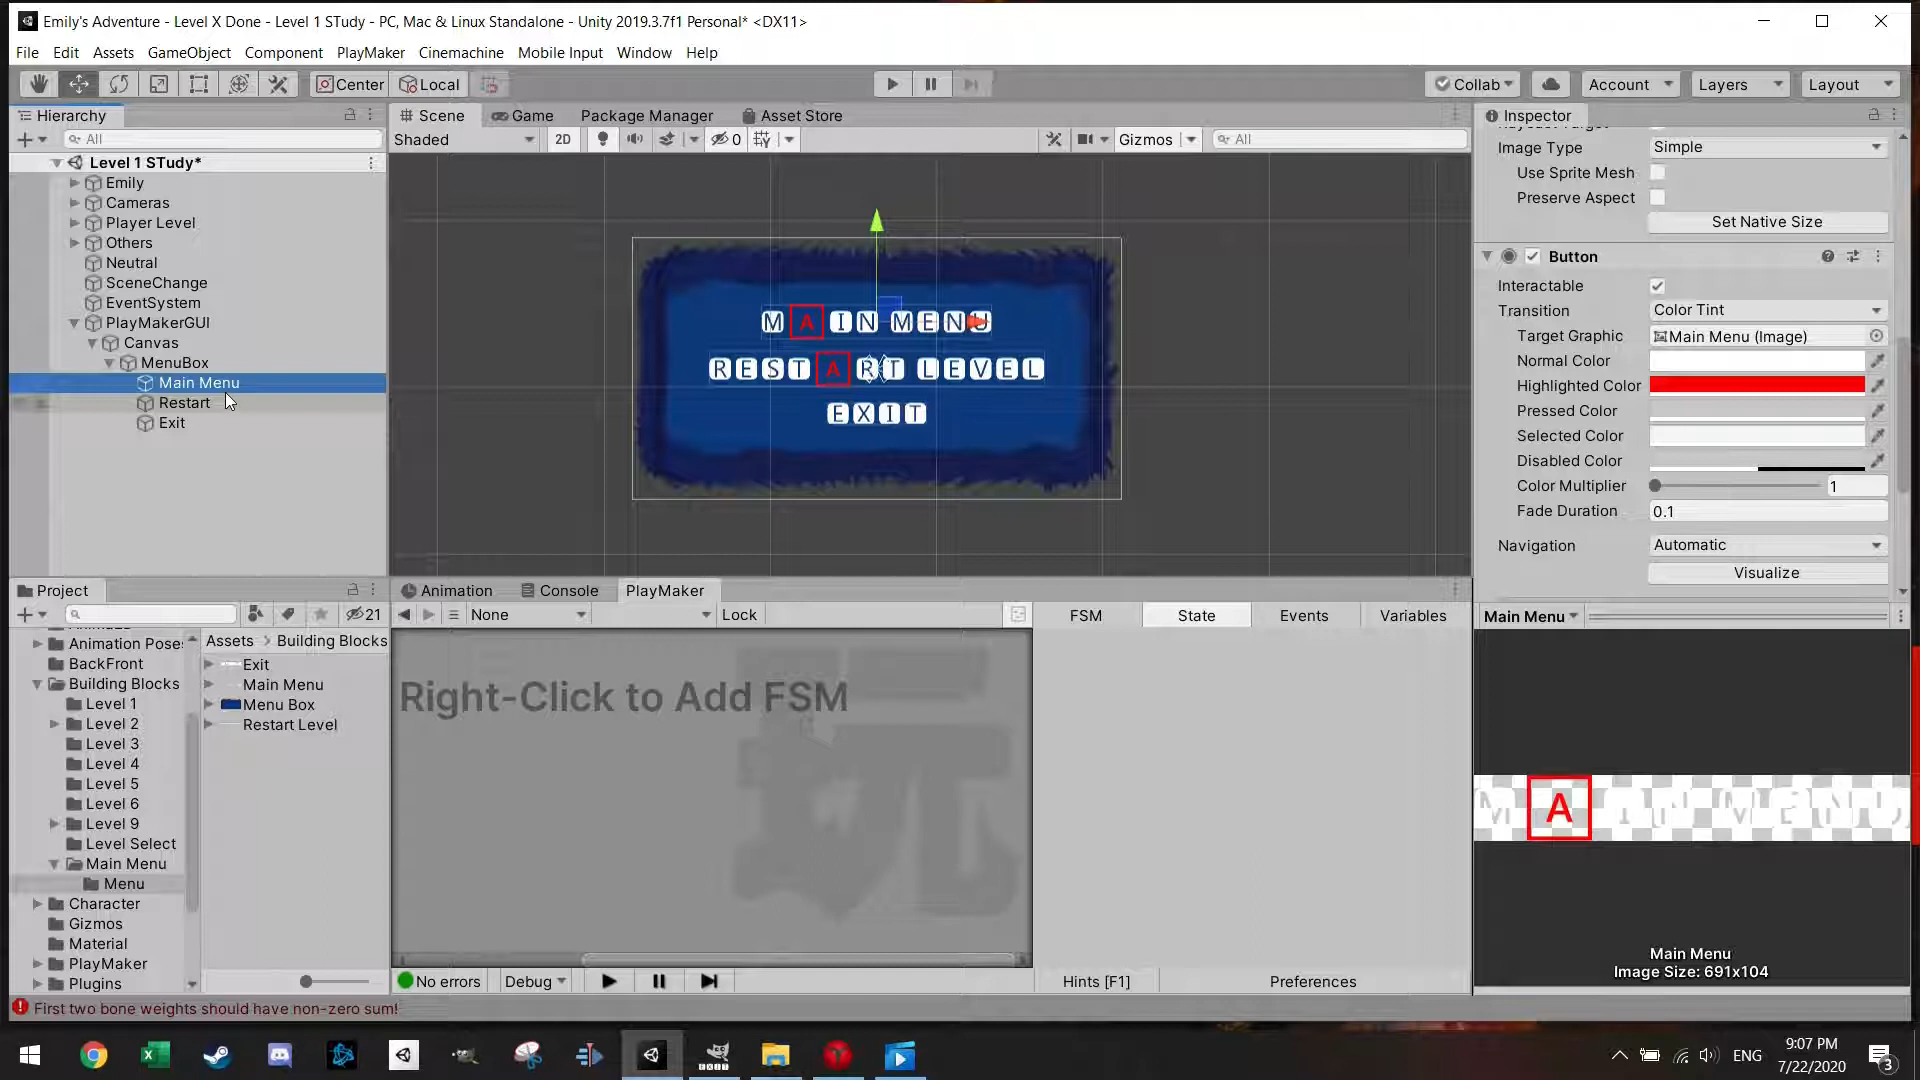 Emily's Adventure - Level X Done - Level 1 STudy - PC, Mac & Linux Standalone - Unity 2019.3.7f1 Personal* <DX11>
File Edit Assets GameObject Component PlayMaker Cinemachine Mobile Input Window Help
Center Local Collab Account Layers Layout
Hierarchy
All
Level 1 STudy*
Emily
Cameras
Player Level
Others
Neutral
SceneChange
EventSystem
PlayMakerGUI
Canvas
MenuBox
Main Menu
Restart
Exit
Scene Game Package Manager Asset Store
Shaded 2D 0 Gizmos All
MAIN MENU
RESTART LEVEL
EXIT
Inspector
Image Type Simple
Use Sprite Mesh
Preserve Aspect
Set Native Size
Button
Interactable
Transition Color Tint
Target Graphic Main Menu (Image)
Normal Color
Highlighted Color
Pressed Color
Selected Color
Disabled Color
Color Multiplier 1
Fade Duration 0.1
Navigation Automatic
Visualize
Main Menu
A
Main Menu
Image Size: 691x104
Project
21
Animation Pose
BackFront
Building Blocks
Level 1
Level 2
Level 3
Level 4
Level 5
Level 6
Level 9
Level Select
Main Menu
Menu
Character
Gizmos
Material
PlayMaker
Plugins
Assets > Building Blocks
Exit
Main Menu
Menu Box
Restart Level
Animation Console PlayMaker
None Lock
FSM State Events Variables
Right-Click to Add FSM
No errors Debug Hints [F1] Preferences
First two bone weights should have non-zero sum!
ENG
9:07 PM
7/22/2020
3